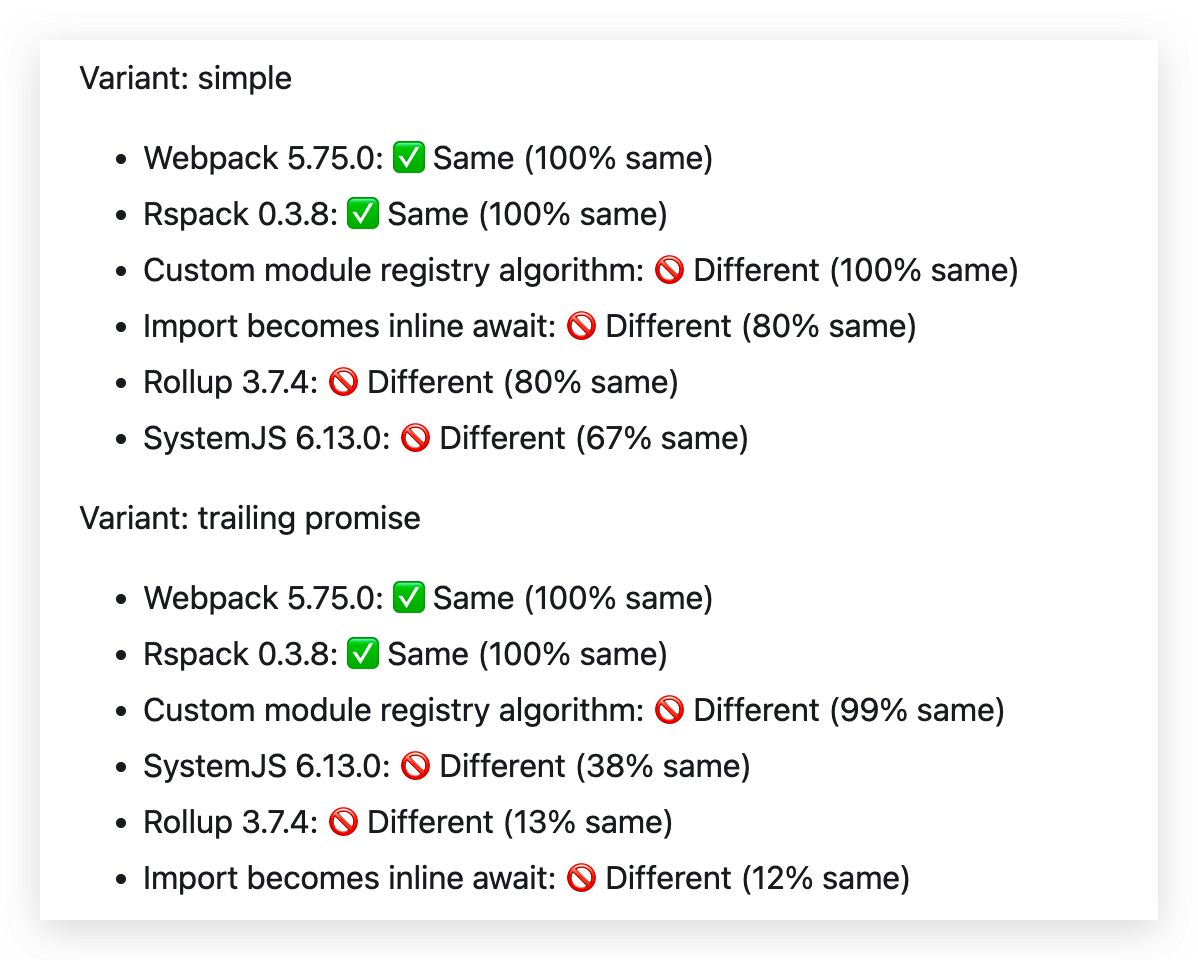 Variant: simple
• Webpack 5.75.0: ✅ Same (100% same)
• Rspack 0.3.8: ✅ Same (100% same)
• Custom module registry algorithm: 🚫 Different (100% same)
• Import becomes inline await: 🚫 Different (80% same)
• Rollup 3.7.4: 🚫 Different (80% same)
• SystemJS 6.13.0: 🚫 Different (67% same)
Variant: trailing promise
• Webpack 5.75.0: ✅ Same (100% same)
• Rspack 0.3.8: ✅ Same (100% same)
• Custom module registry algorithm: 🚫 Different (99% same)
• SystemJS 6.13.0: 🚫 Different (38% same)
• Rollup 3.7.4: 🚫 Different (13% same)
• Import becomes inline await: 🚫 Different (12% same)